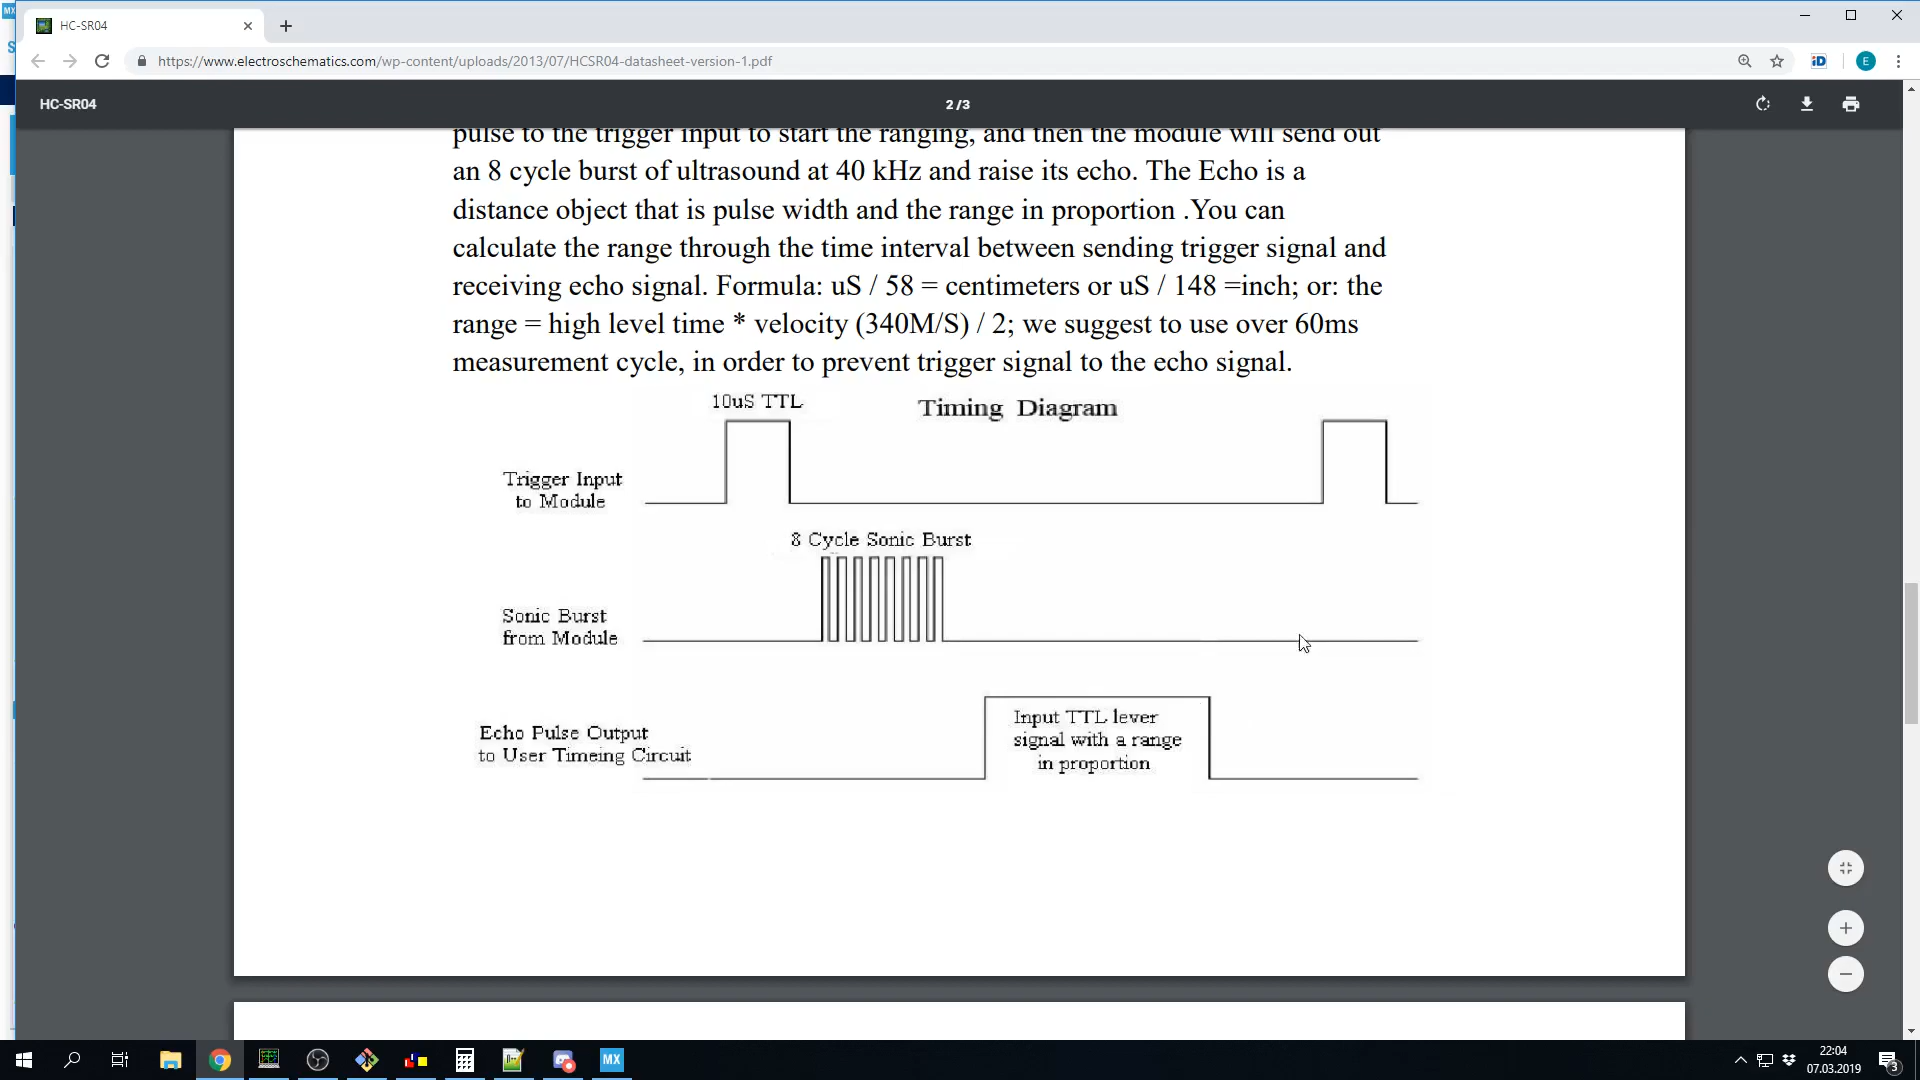 HC-SR04
https://www.electroschematics.com/wp-content/uploads/2013/07/HCSR04-datasheet-version-1.pdf
iD
E
HC-SR04
2 / 3
pulse to the trigger input to start the ranging, and then the module will send out
an 8 cycle burst of ultrasound at 40 kHz and raise its echo. The Echo is a
distance object that is pulse width and the range in proportion .You can
calculate the range through the time interval between sending trigger signal and
receiving echo signal. Formula: uS / 58 = centimeters or uS / 148 =inch; or: the
range = high level time * velocity (340M/S) / 2; we suggest to use over 60ms
measurement cycle, in order to prevent trigger signal to the echo signal.
10uS TTL
Timing Diagram
Trigger Input
to Module
8 Cycle Sonic Burst
Sonic Burst
from Module
Echo Pulse Output
to User Timeing Circuit
Input TTL lever
signal with a range
in proportion
MX
22:04
07.03.2019
3